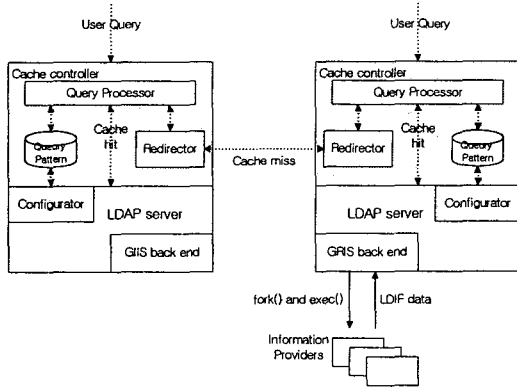 User Query
User Query
Cache controller
Query Processor
Cache
hit
Query
Pattern
Redirector
Configurator
LDAP server
GIIS back end
Cache miss
Cache controller
Query Processor
Cache
hit
Redirector
Query
Pattern
Configurator
LDAP server
GRIS back end
fork() and exec()
LDIF data
Information
Providers